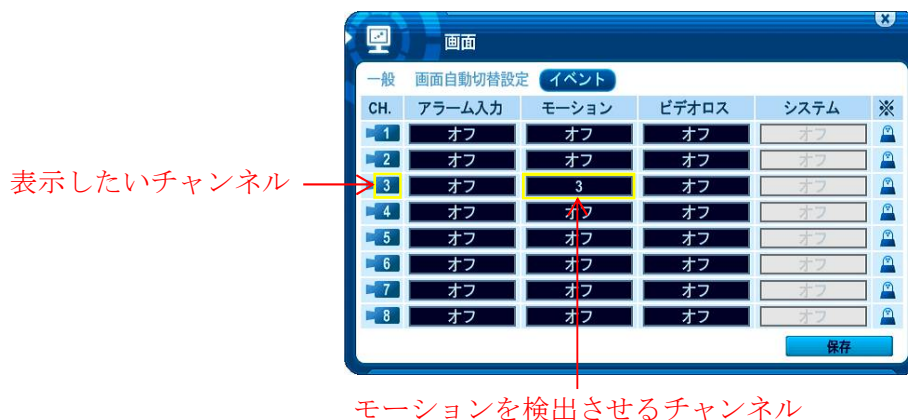 画面
一般 画面自動切替設定 イベント
CH. アラーム入力 モーション ビデオロス システム ※
1 オフ オフ オフ オフ
2 オフ オフ オフ オフ
表示したいチャンネル 3 オフ 3 オフ オフ
4 オフ オフ オフ オフ
5 オフ オフ オフ オフ
6 オフ オフ オフ オフ
7 オフ オフ オフ オフ
8 オフ オフ オフ オフ
保存
モーションを検出させるチャンネル